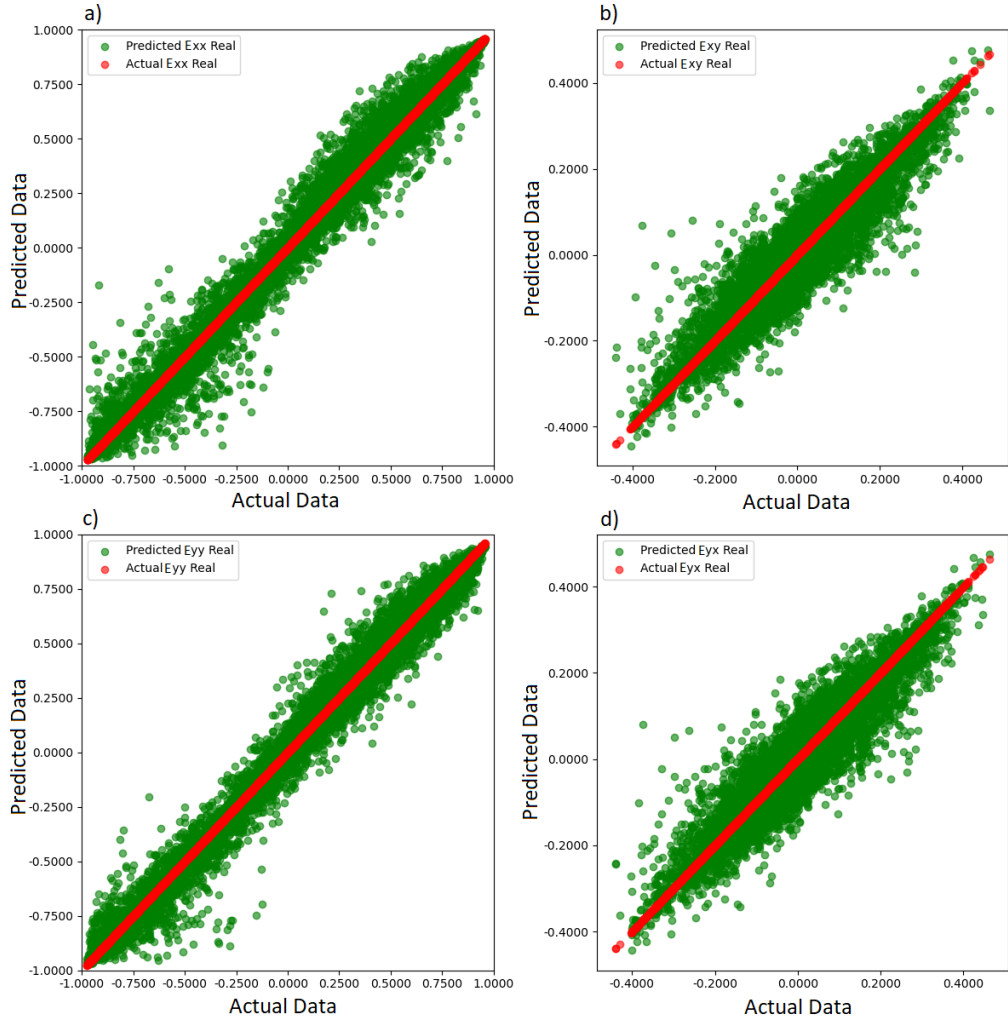 a)
Predicted Exx Real
Actual Exx Real
1.0000
0.7500
0.5000
0.2500
0.0000
-0.2500
-0.5000
-0.7500
-1.0000
-1.0000 -0.7500 -0.5000 -0.2500 0.0000 0.2500 0.5000 0.7500 1.0000
Predicted Data
Actual Data
b)
Predicted Exy Real
Actual Exy Real
0.4000
0.2000
0.0000
-0.2000
-0.4000
-0.4000 -0.2000 0.0000 0.2000 0.4000
Predicted Data
Actual Data
c)
Predicted Eyy Real
Actual Eyy Real
1.0000
0.7500
0.5000
0.2500
0.0000
-0.2500
-0.5000
-0.7500
-1.0000
-1.0000 -0.7500 -0.5000 -0.2500 0.0000 0.2500 0.5000 0.7500 1.0000
Predicted Data
Actual Data
d)
Predicted Eyx Real
Actual Eyx Real
0.4000
0.2000
0.0000
-0.2000
-0.4000
-0.4000 -0.2000 0.0000 0.2000 0.4000
Predicted Data
Actual Data